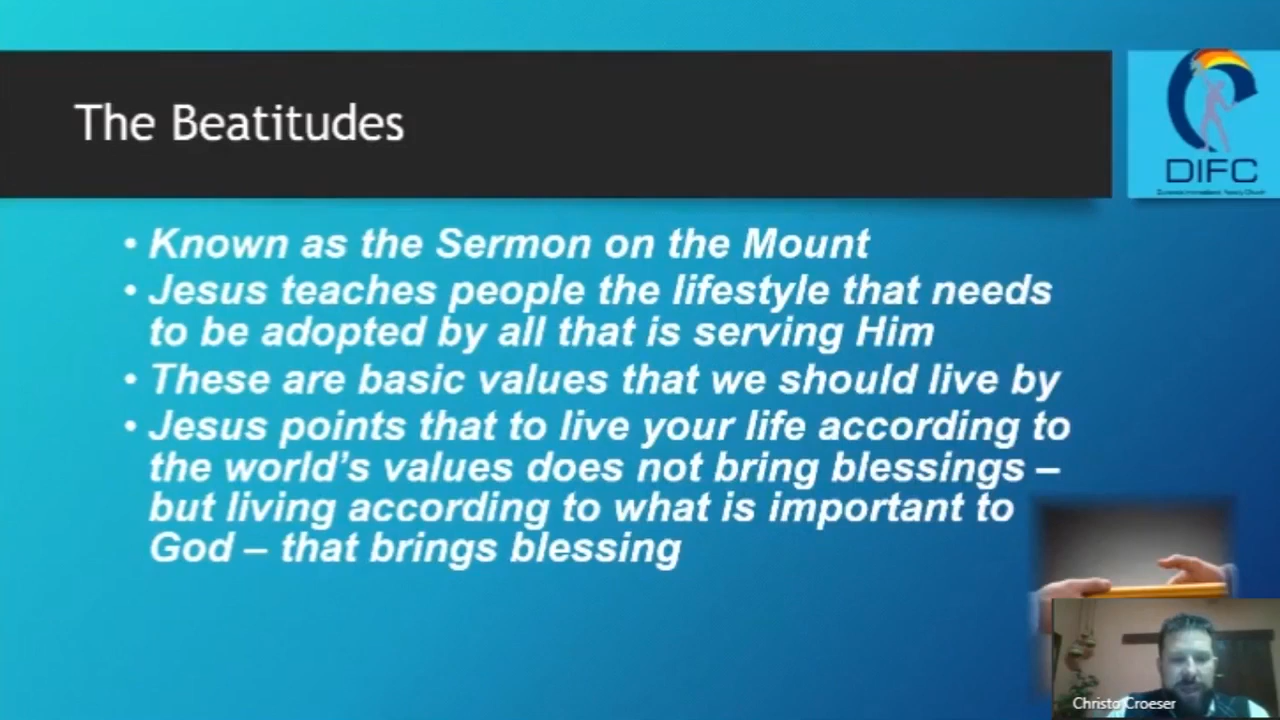 The Beatitudes
DIFC
• Known as the Sermon on the Mount
• Jesus teaches people the lifestyle that needs
to be adopted by all that is serving Him
• These are basic values that we should live by
• Jesus points that to live your life according to
the world's values does not bring blessings –
but living according to what is important to
God – that brings blessing
Christo Croeser